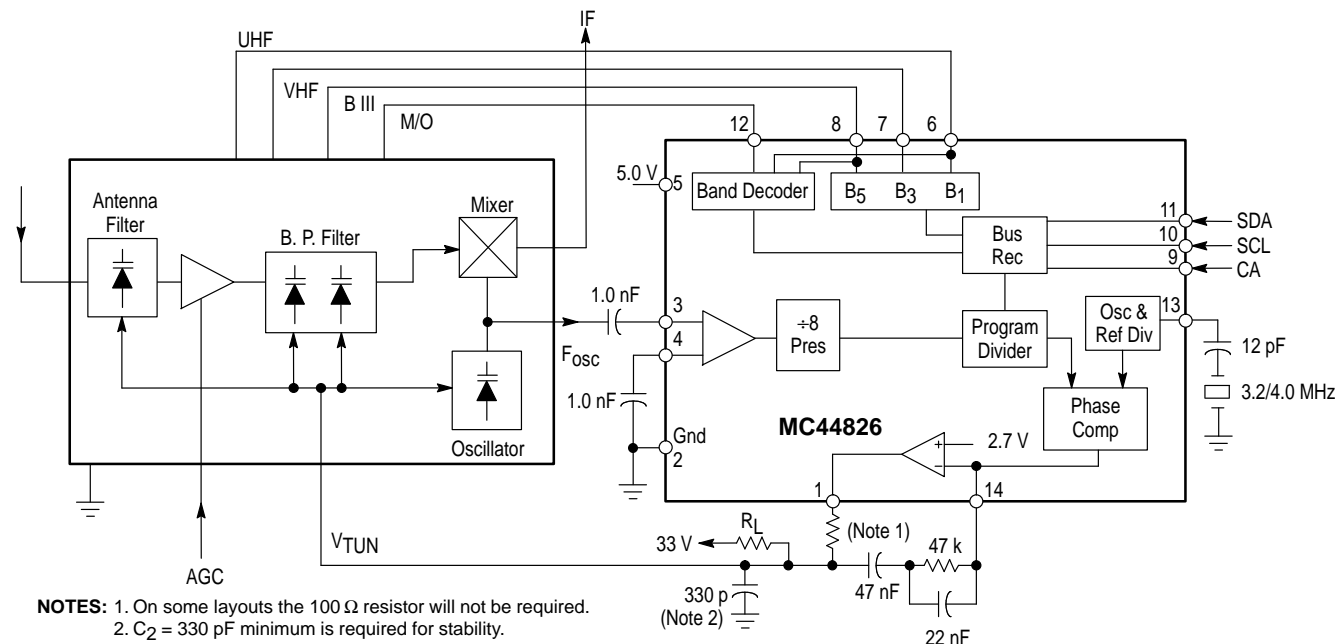 IF
UHF
VHF
B III
M/O
12
8
7
6
5.0 V
5
Band Decoder
B5
B3
B1
Antenna
Filter
B. P. Filter
Mixer
Bus
Rec
11
SDA
10
SCL
9
CA
1.0 nF
3
4
÷8
Pres
Program
Divider
Osc &
Ref Div
13
12 pF
3.2/4.0 MHz
Fosc
1.0 nF
Phase
Comp
MC44826
Gnd
2
+
–
2.7 V
Oscillator
1
14
VTUN
AGC
33 V
RL
(Note 1)
47 k
47 nF
330 p
(Note 2)
22 nF
NOTES: 1. On some layouts the 100 Ω resistor will not be required.
2. C2 = 330 pF minimum is required for stability.